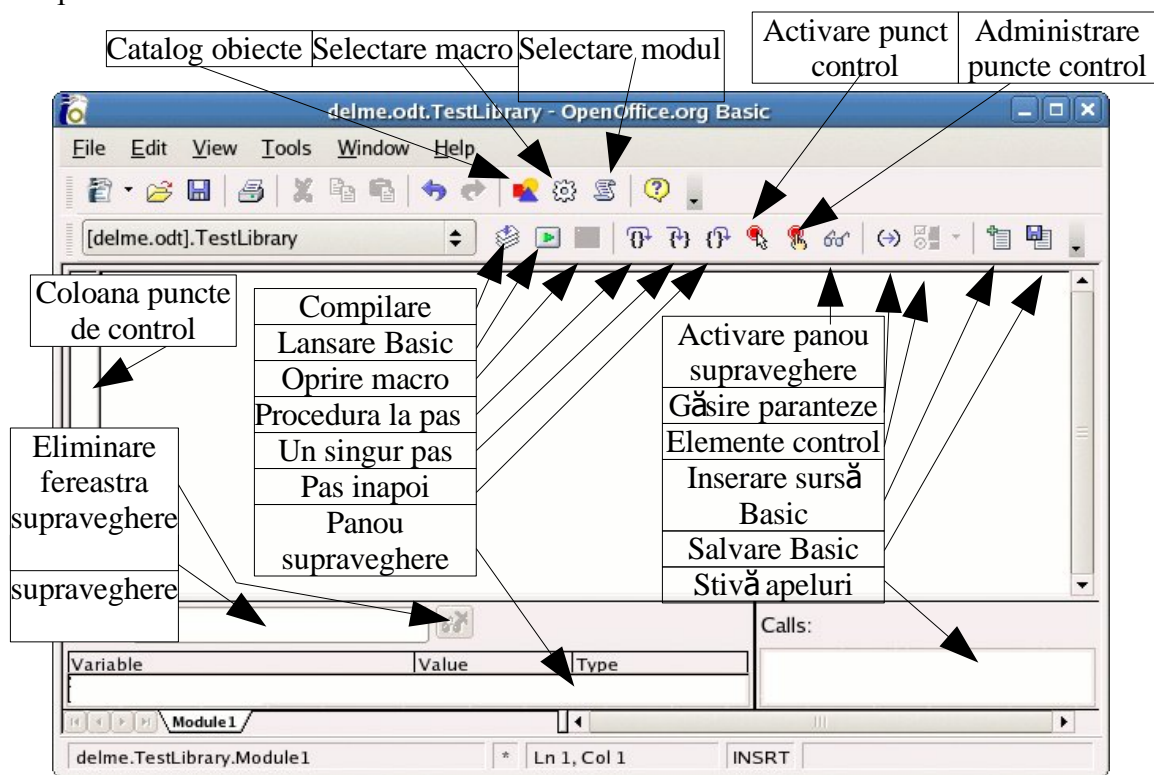 Catalog obiecte
Selectare macro
Selectare modul
Activare punct
control
Administrare
puncte control
delme.odt.TestLibrary - OpenOffice.org Basic
File Edit View Tools Window Help
[delme.odt].TestLibrary
Coloana puncte
de control
Compilare
Lansare Basic
Oprire macro
Procedura la pas
Un singur pas
Pas inapoi
Panou
supraveghere
Activare panou
supraveghere
Găsire paranteze
Elemente control
Inserare sursă
Basic
Salvare Basic
Stivă apeluri
Eliminare
fereastra
supraveghere
supraveghere
Calls:
Variable Value Type
Module1
delme.TestLibrary.Module1 * Ln 1, Col 1 INSRT